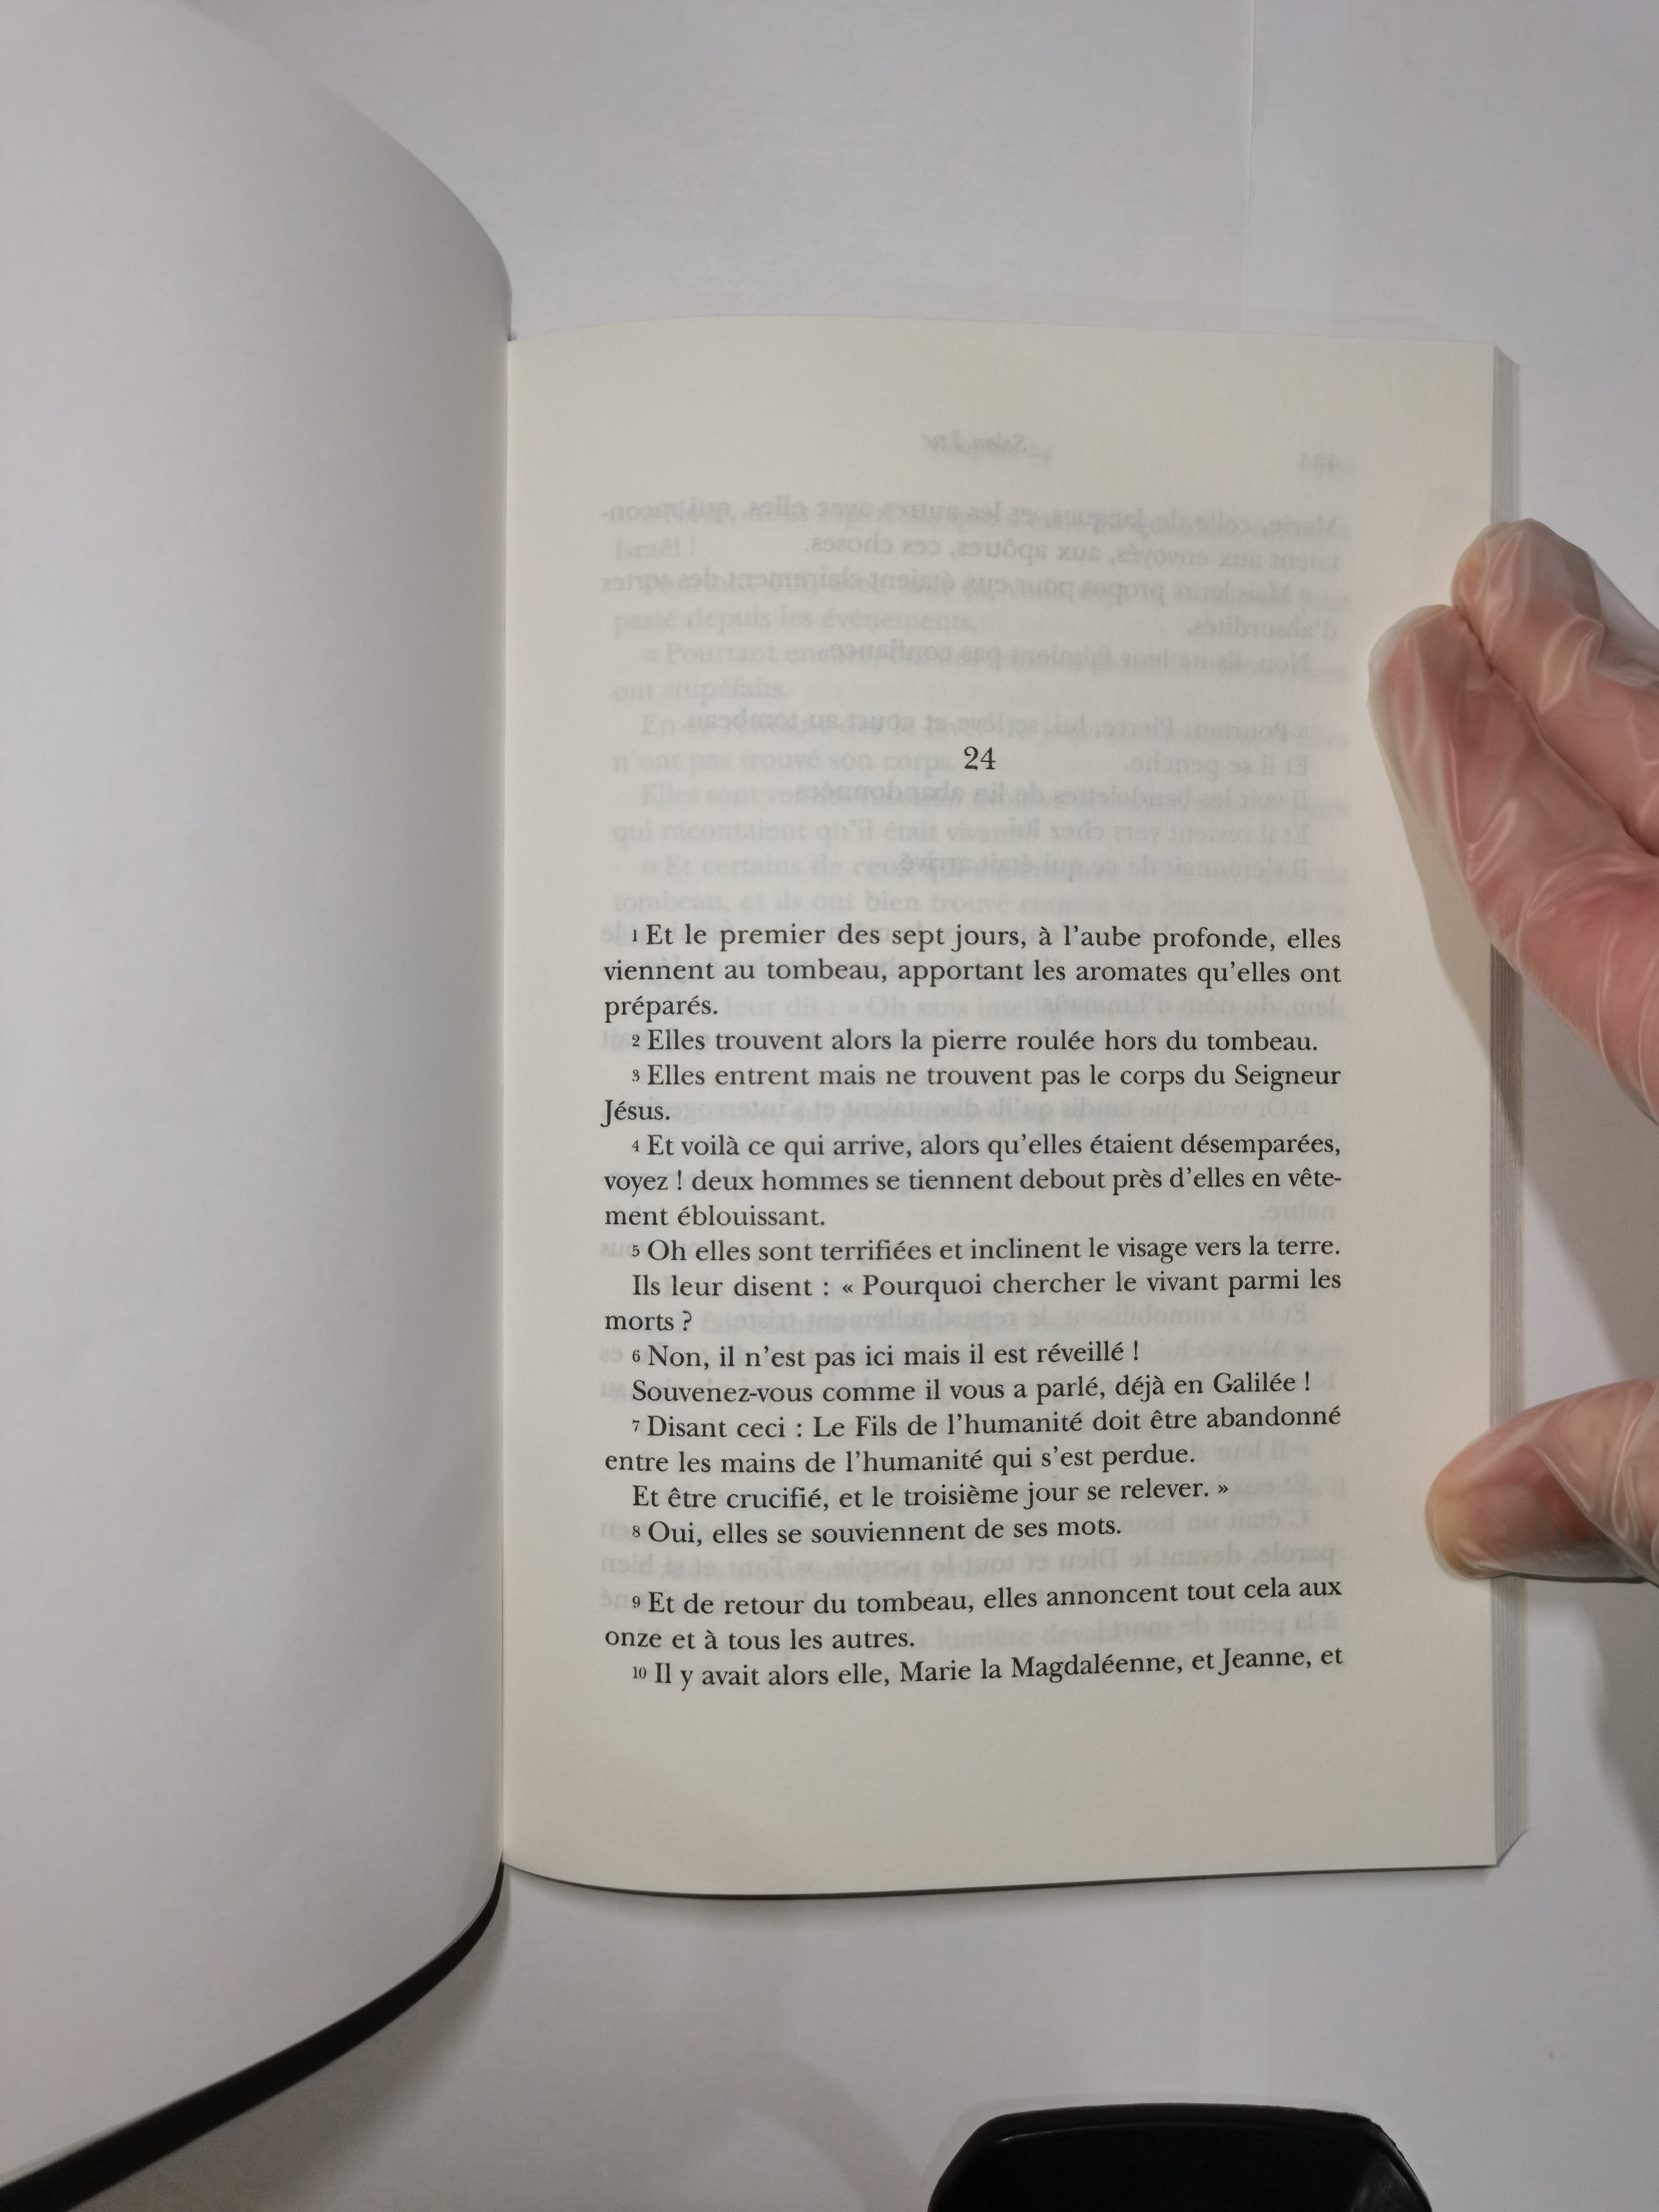 24
1 Et le premier des sept jours, à l'aube profonde, elles
viennent au tombeau, apportant les aromates qu'elles ont
préparés.
2 Elles trouvent alors la pierre roulée hors du tombeau.
3 Elles entrent mais ne trouvent pas le corps du Seigneur
Jésus.
4 Et voilà ce qui arrive, alors qu'elles étaient désemparées,
voyez ! deux hommes se tiennent debout près d'elles en vête-
ment éblouissant.
5 Oh elles sont terrifiées et inclinent le visage vers la terre.
Ils leur disent : « Pourquoi chercher le vivant parmi les
morts ?
6 Non, il n'est pas ici mais il est réveillé !
Souvenez-vous comme il vous a parlé, déjà en Galilée !
7 Disant ceci : Le Fils de l'humanité doit être abandonné
entre les mains de l'humanité qui s'est perdue.
Et être crucifié, et le troisième jour se relever. »
8 Oui, elles se souviennent de ses mots.
9 Et de retour du tombeau, elles annoncent tout cela aux
onze et à tous les autres.
10 Il y avait alors elle, Marie la Magdaléenne, et Jeanne, et